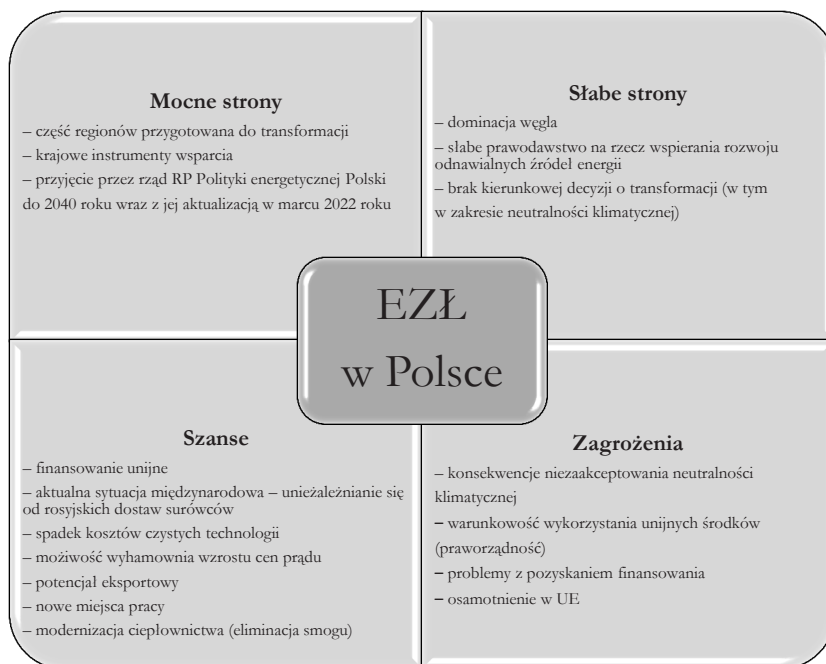 Mocne strony
– część regionów przygotowana do transformacji
– krajowe instrumenty wsparcia
– przyjęcie przez rząd RP Polityki energetycznej Polski
do 2040 roku wraz z jej aktualizacją w marcu 2022 roku
Słabe strony
– dominacja węgla
– słabe prawodawstwo na rzecz wspierania rozwoju
odnawialnych źródeł energii
– brak kierunkowej decyzji o transformacji (w tym
w zakresie neutralności klimatycznej)
EZŁ
w Polsce
Szanse
– finansowanie unijne
– aktualna sytuacja międzynarodowa – unieżależnianie się
od rosyjskich dostaw surówców
– spadek kosztów czystych technologii
– możiwość wyhamownia wzrostu cen prądu
– potencjał eksportowy
– nowe miejsca pracy
– modernizacja ciepłownictwa (eliminacja smogu)
Zagrożenia
– konsekwencje niezaakceptowania neutralności
klimatycznej
– warunkowość wykorzystania unijnych środków
(praworządność)
– problemy z pozyskaniem finansowania
– osamotnienie w UE